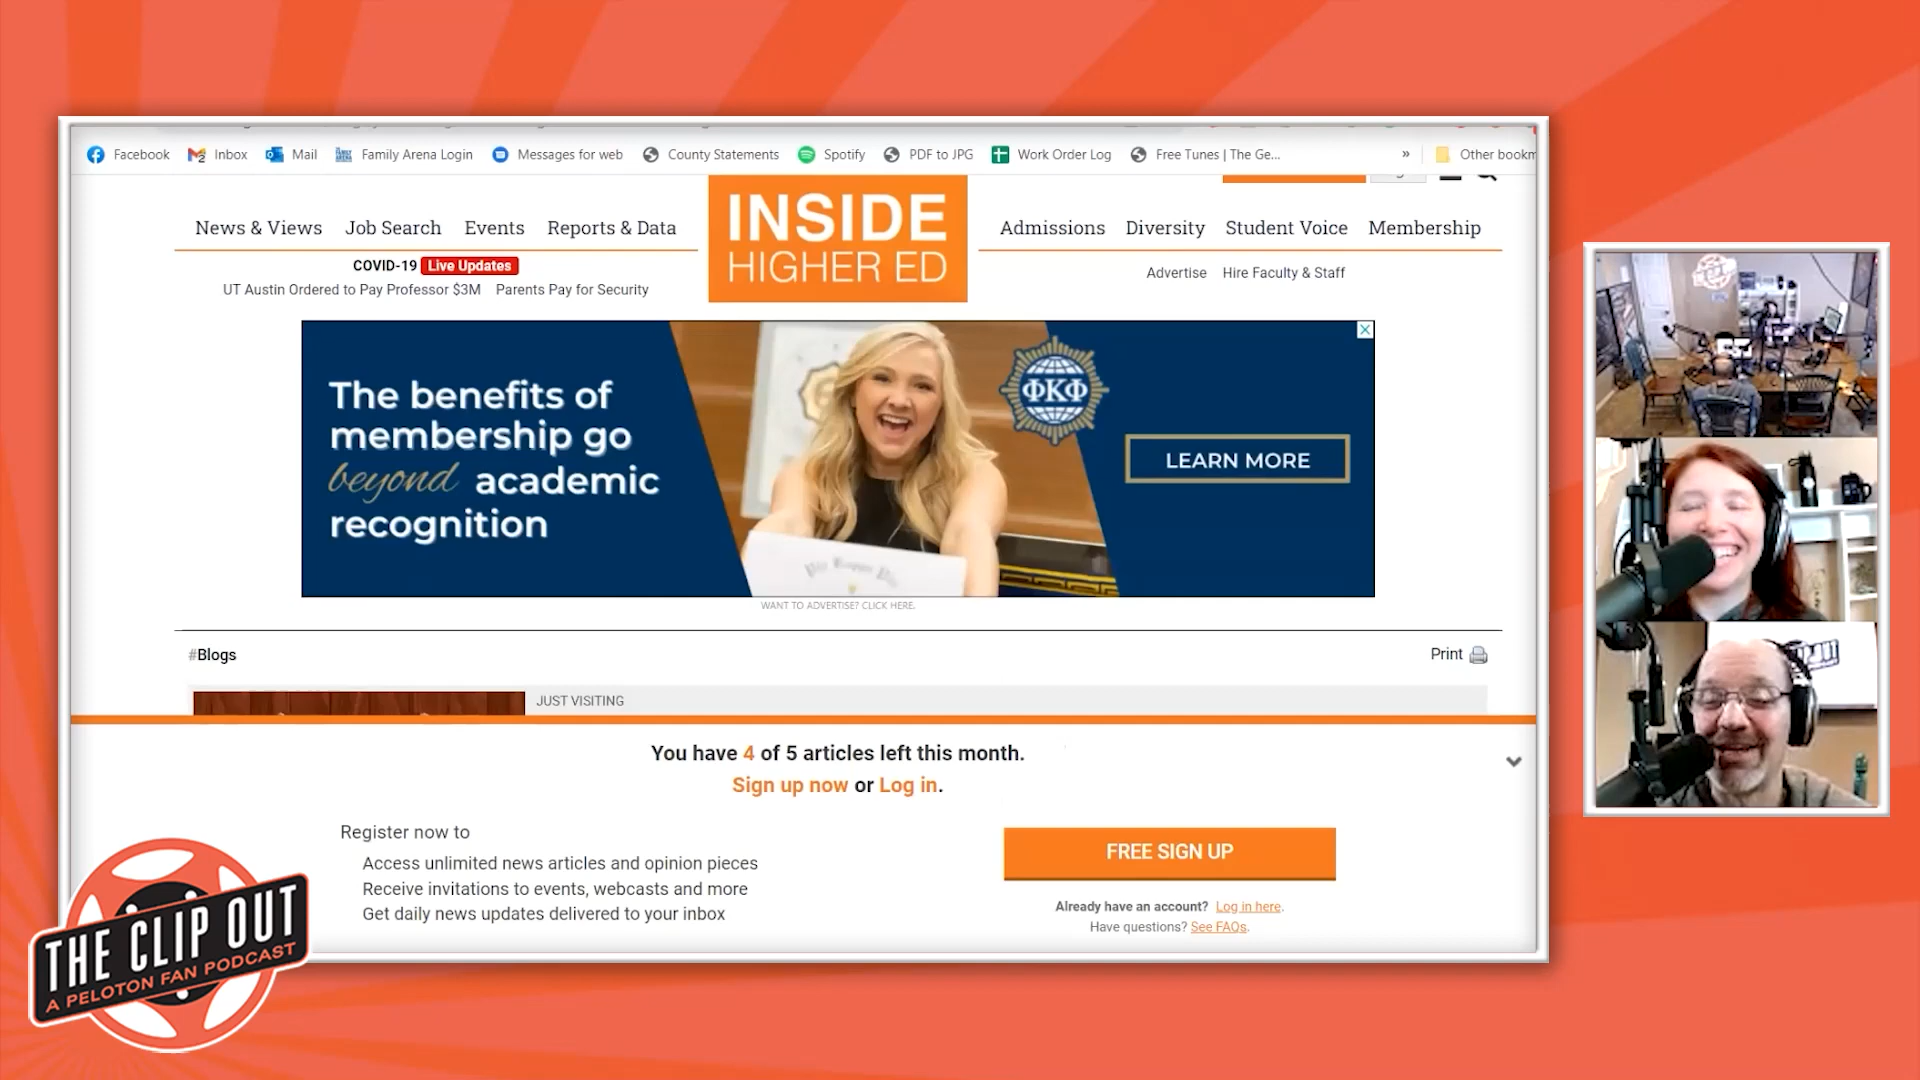 Facebook
Inbox
Mail
Family Arena Login
Messages for web
County Statements
Spotify
PDF to JPG
Work Order Log
Free Tunes | The Ge...
»
Other bookm
News & Views
Job Search
Events
Reports & Data
INSIDE
HIGHER ED
Admissions
Diversity
Student Voice
Membership
COVID-19 Live Updates
UT Austin Ordered to Pay Professor $3M
Parents Pay for Security
Advertise
Hire Faculty & Staff
The benefits of
membership go
beyond academic
recognition
ΦΚΦ
LEARN MORE
WANT TO ADVERTISE? CLICK HERE.
#Blogs
Print
JUST VISITING
You have 4 of 5 articles left this month.
Sign up now or Log in.
Register now to
Access unlimited news articles and opinion pieces
Receive invitations to events, webcasts and more
Get daily news updates delivered to your inbox
FREE SIGN UP
Already have an account? Log in here.
Have questions? See FAQs.
THE CLIP OUT
A PELOTON FAN PODCAST